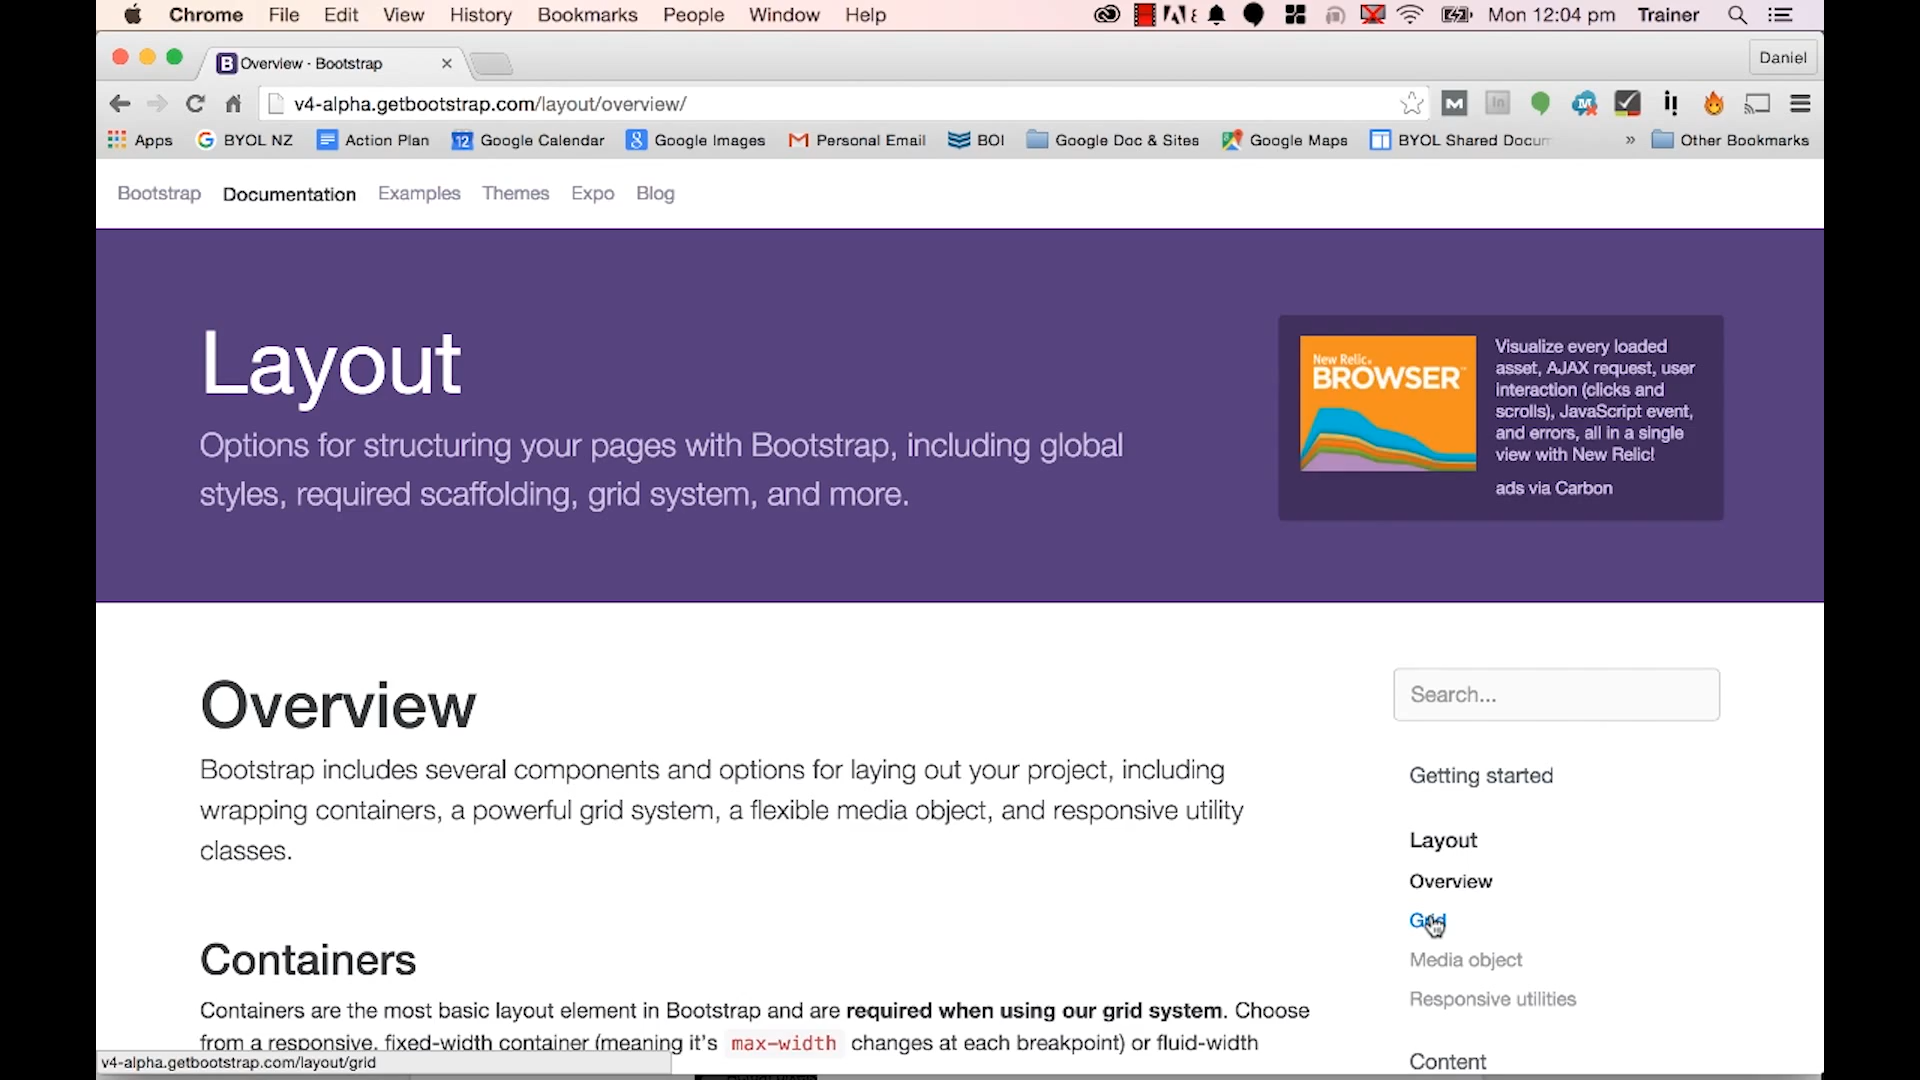 Chrome File Edit View History Bookmarks People Window Help Mon 12:04 pm Trainer
Overview - Bootstrap Daniel
v4-alpha.getbootstrap.com/layout/overview/
Apps BYOL NZ Action Plan 12 Google Calendar 8 Google Images Personal Email BOI Google Doc & Sites Google Maps BYOL Shared Docum » Other Bookmarks
Bootstrap Documentation Examples Themes Expo Blog
Layout
Options for structuring your pages with Bootstrap, including global
styles, required scaffolding, grid system, and more.
New Relic.
BROWSER
Visualize every loaded
asset, AJAX request, user
interaction (clicks and
scrolls), JavaScript event,
and errors, all in a single
view with New Relic!
ads via Carbon
Overview
Bootstrap includes several components and options for laying out your project, including
wrapping containers, a powerful grid system, a flexible media object, and responsive utility
classes.
Containers
Containers are the most basic layout element in Bootstrap and are required when using our grid system. Choose
from a responsive, fixed-width container (meaning it's max-width changes at each breakpoint) or fluid-width
Search...
Getting started
Layout
Overview
Grid
Media object
Responsive utilities
Content
v4-alpha.getbootstrap.com/layout/grid